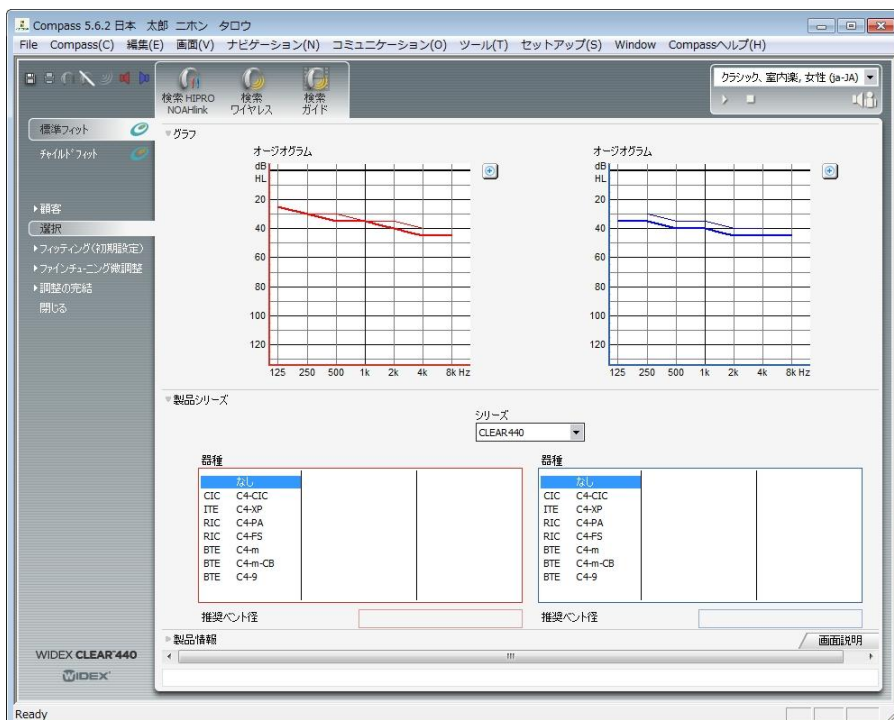 Compass 5.6.2 日本 太郎 ニホン タロウ
File Compass(C) 編集(E) 画面(V) ナビゲーション(N) コミュニケーション(O) ツール(T) セットアップ(S) Window Compassヘルプ(H)
検索 HIPRO NOAHlink
検索 ワイヤレス
検索 ガイド
クラシック, 室内楽, 女性 (ja-JA)
標準フィット
チャイルドフィット
顧客
選択
フィッティング(初期設定)
ファインチューニング/微調整
調整の完結
閉じる
グラフ
オージオグラム
dB
HL
20
40
60
80
100
120
125 250 500 1k 2k 4k 8k Hz
オージオグラム
dB
HL
20
40
60
80
100
120
125 250 500 1k 2k 4k 8k Hz
製品シリーズ
シリーズ
CLEAR440
器種
なし
CIC C4-CIC
ITE C4-XP
RIC C4-PA
RIC C4-FS
BTE C4-m
BTE C4-m-CB
BTE C4-9
推奨ベント径
器種
なし
CIC C4-CIC
ITE C4-XP
RIC C4-PA
RIC C4-FS
BTE C4-m
BTE C4-m-CB
BTE C4-9
推奨ベント径
製品情報
画面説明
WIDEX CLEAR440
WIDEX
Ready